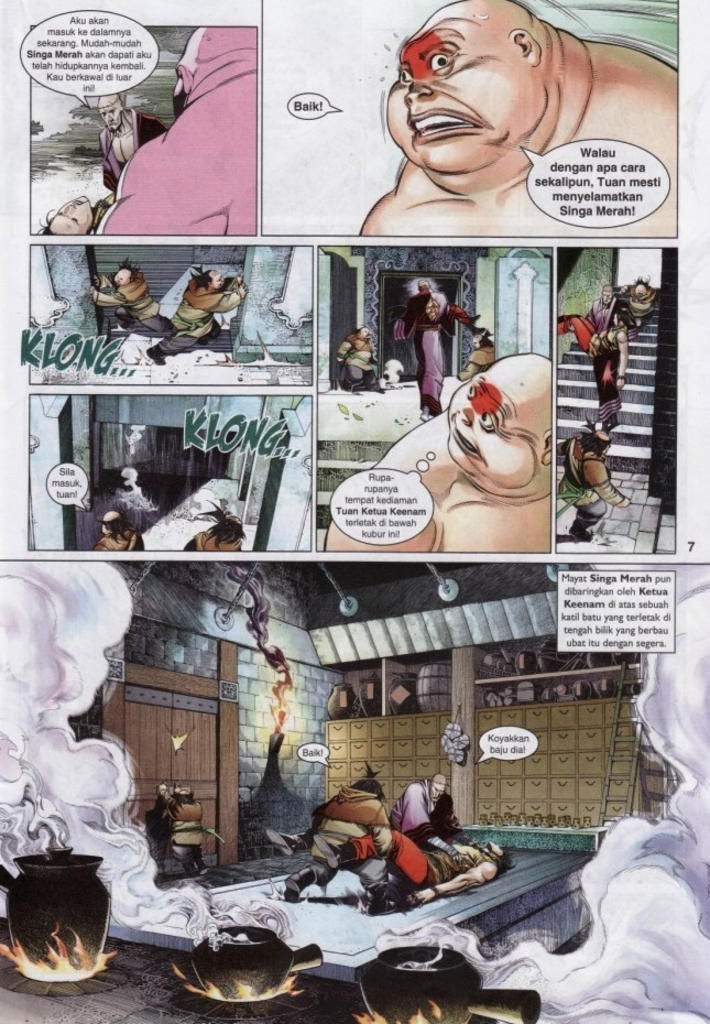 Aku akan
masuk ke dalamnya
sekarang. Mudah-mudah
Singa Merah akan dapati aku
telah hidupkannya kembali.
Kau berkawal di luar
ini!
Baik!
Walau
dengan apa cara
sekalipun, Tuan mesti
menyelamatkan
Singa Merah!
KLONG...
KLONG...
Sila
masuk,
tuan!
Rupa-
rupanya
tempat kediaman
Tuan Ketua Keenam
terletak di bawah
kubur ini!
7
Mayat Singa Merah pun
dibaringkan oleh Ketua
Keenam di atas sebuah
katil batu yang terletak di
tengah bilik yang berbau
ubat itu dengan segera.
Baik!
Koyakkan
baju dia!